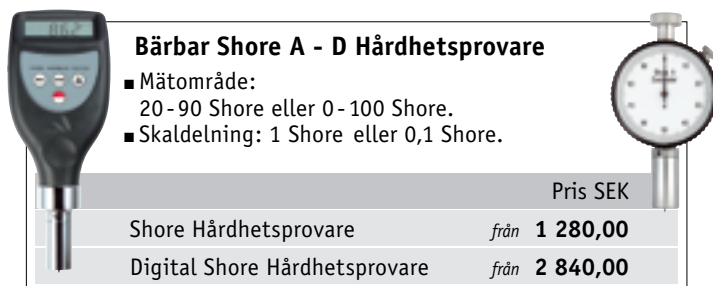 862
Bärbar Shore A - D Hårdhetsprovare
■ Mätområde:
20-90 Shore eller 0-100 Shore.
■ Skaldelning: 1 Shore eller 0,1 Shore.
Pris SEK
Shore Hårdhetsprovare från 1 280,00
Digital Shore Hårdhetsprovare från 2 840,00